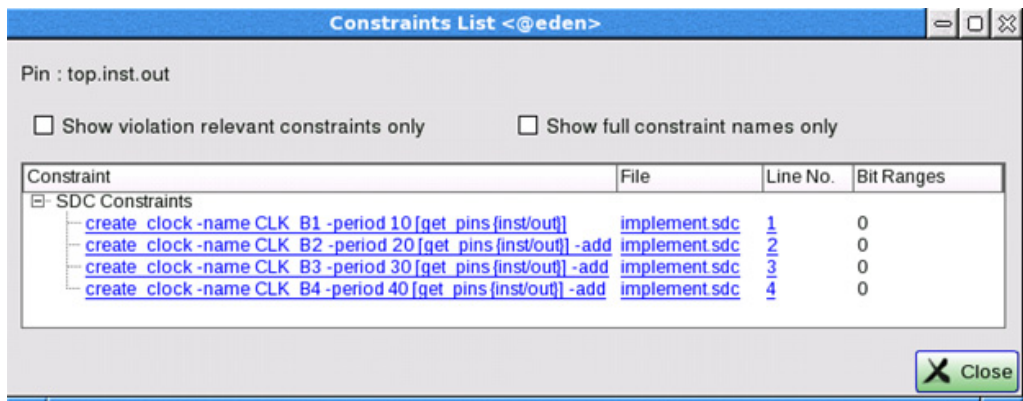 Constraints List <@eden>
Pin : top.inst.out
Show violation relevant constraints only Show full constraint names only
Constraint File Line No. Bit Ranges
SDC Constraints
create_clock -name CLK_B1 -period 10 [get_pins {inst/out}] implement.sdc 1 0
create_clock -name CLK_B2 -period 20 [get_pins {inst/out}] -add implement.sdc 2 0
create_clock -name CLK_B3 -period 30 [get_pins {inst/out}] -add implement.sdc 3 0
create_clock -name CLK_B4 -period 40 [get_pins {inst/out}] -add implement.sdc 4 0
Close